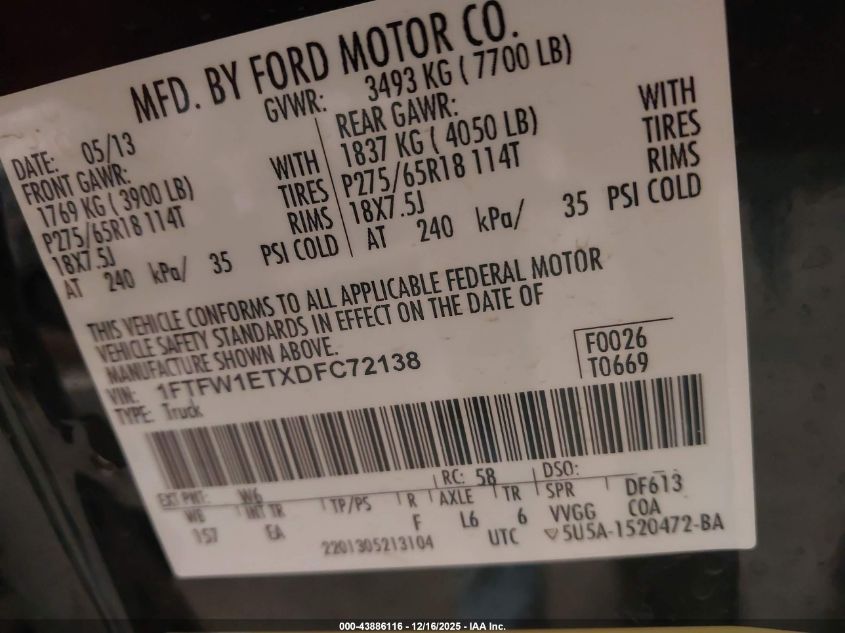 MFD. BY FORD MOTOR CO.
GVWR: 3493 KG ( 7700 LB)
DATE: 05/13
FRONT GAWR:
1769 KG ( 3900 LB) WITH
P275/65R18 114T TIRES
18X7.5J RIMS
AT 240 kPa/ 35 PSI COLD
REAR GAWR:
1837 KG ( 4050 LB) WITH
P275/65R18 114T TIRES
18X7.5J RIMS
AT 240 kPa/ 35 PSI COLD
THIS VEHICLE CONFORMS TO ALL APPLICABLE FEDERAL MOTOR
VEHICLE SAFETY STANDARDS IN EFFECT ON THE DATE OF
MANUFACTURE SHOWN ABOVE.
VIN: 1FTFW1ETXDFC72138
TYPE: Truck
F0026
T0669
EXT PNT: W6 RC: 58 DSO:
WB INT TR TP/PS R AXLE TR SPR DF613
157 EA F L6 6 VVGG COA
2201305213104 UTC ▽5U5A-1520472-BA
000-43886116 - 12/16/2025 - IAA Inc.